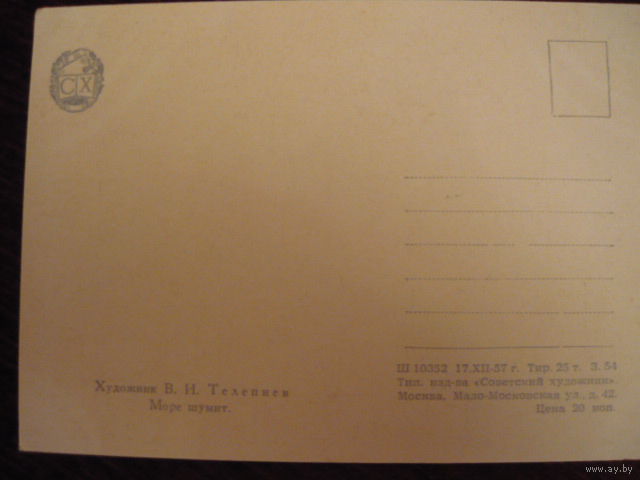 СХ
Художник В. И. Телепнев
Море шумит.
Ш 10352 17.XII-57 г. Тир. 25 т. З. 54
Тип. изд-ва «Советский художник».
Москва, Мало-Московская ул., д. 42.
Цена 20 коп.
www.ay.by